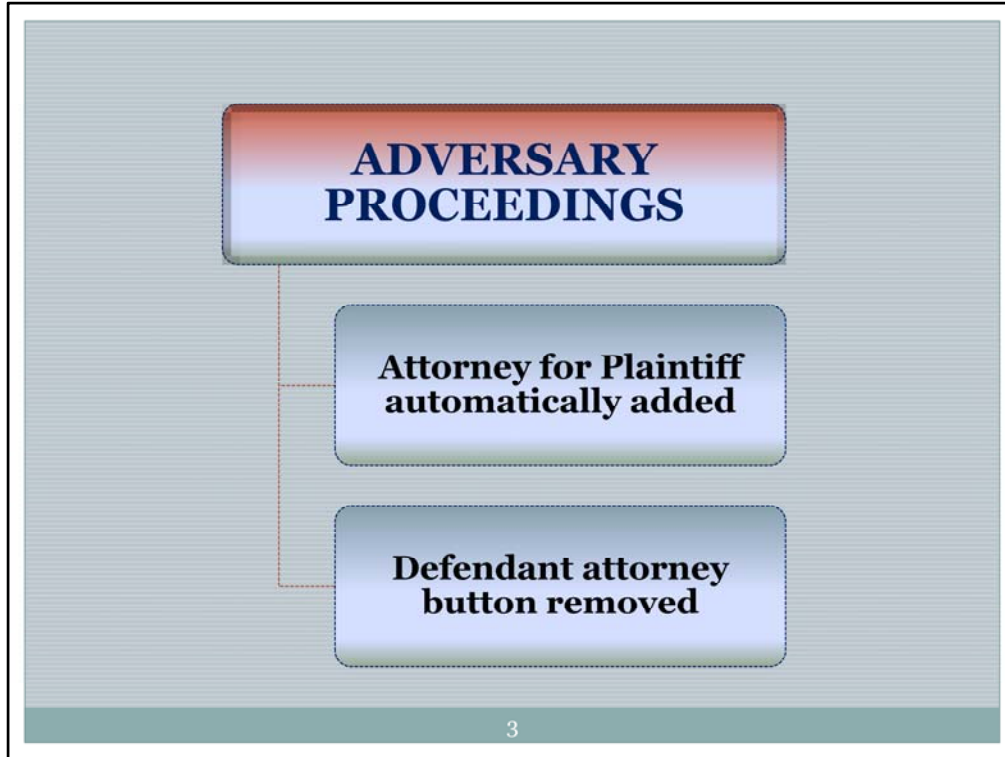 ADVERSARY
PROCEEDINGS
Attorney for Plaintiff
automatically added
Defendant attorney
button removed
3